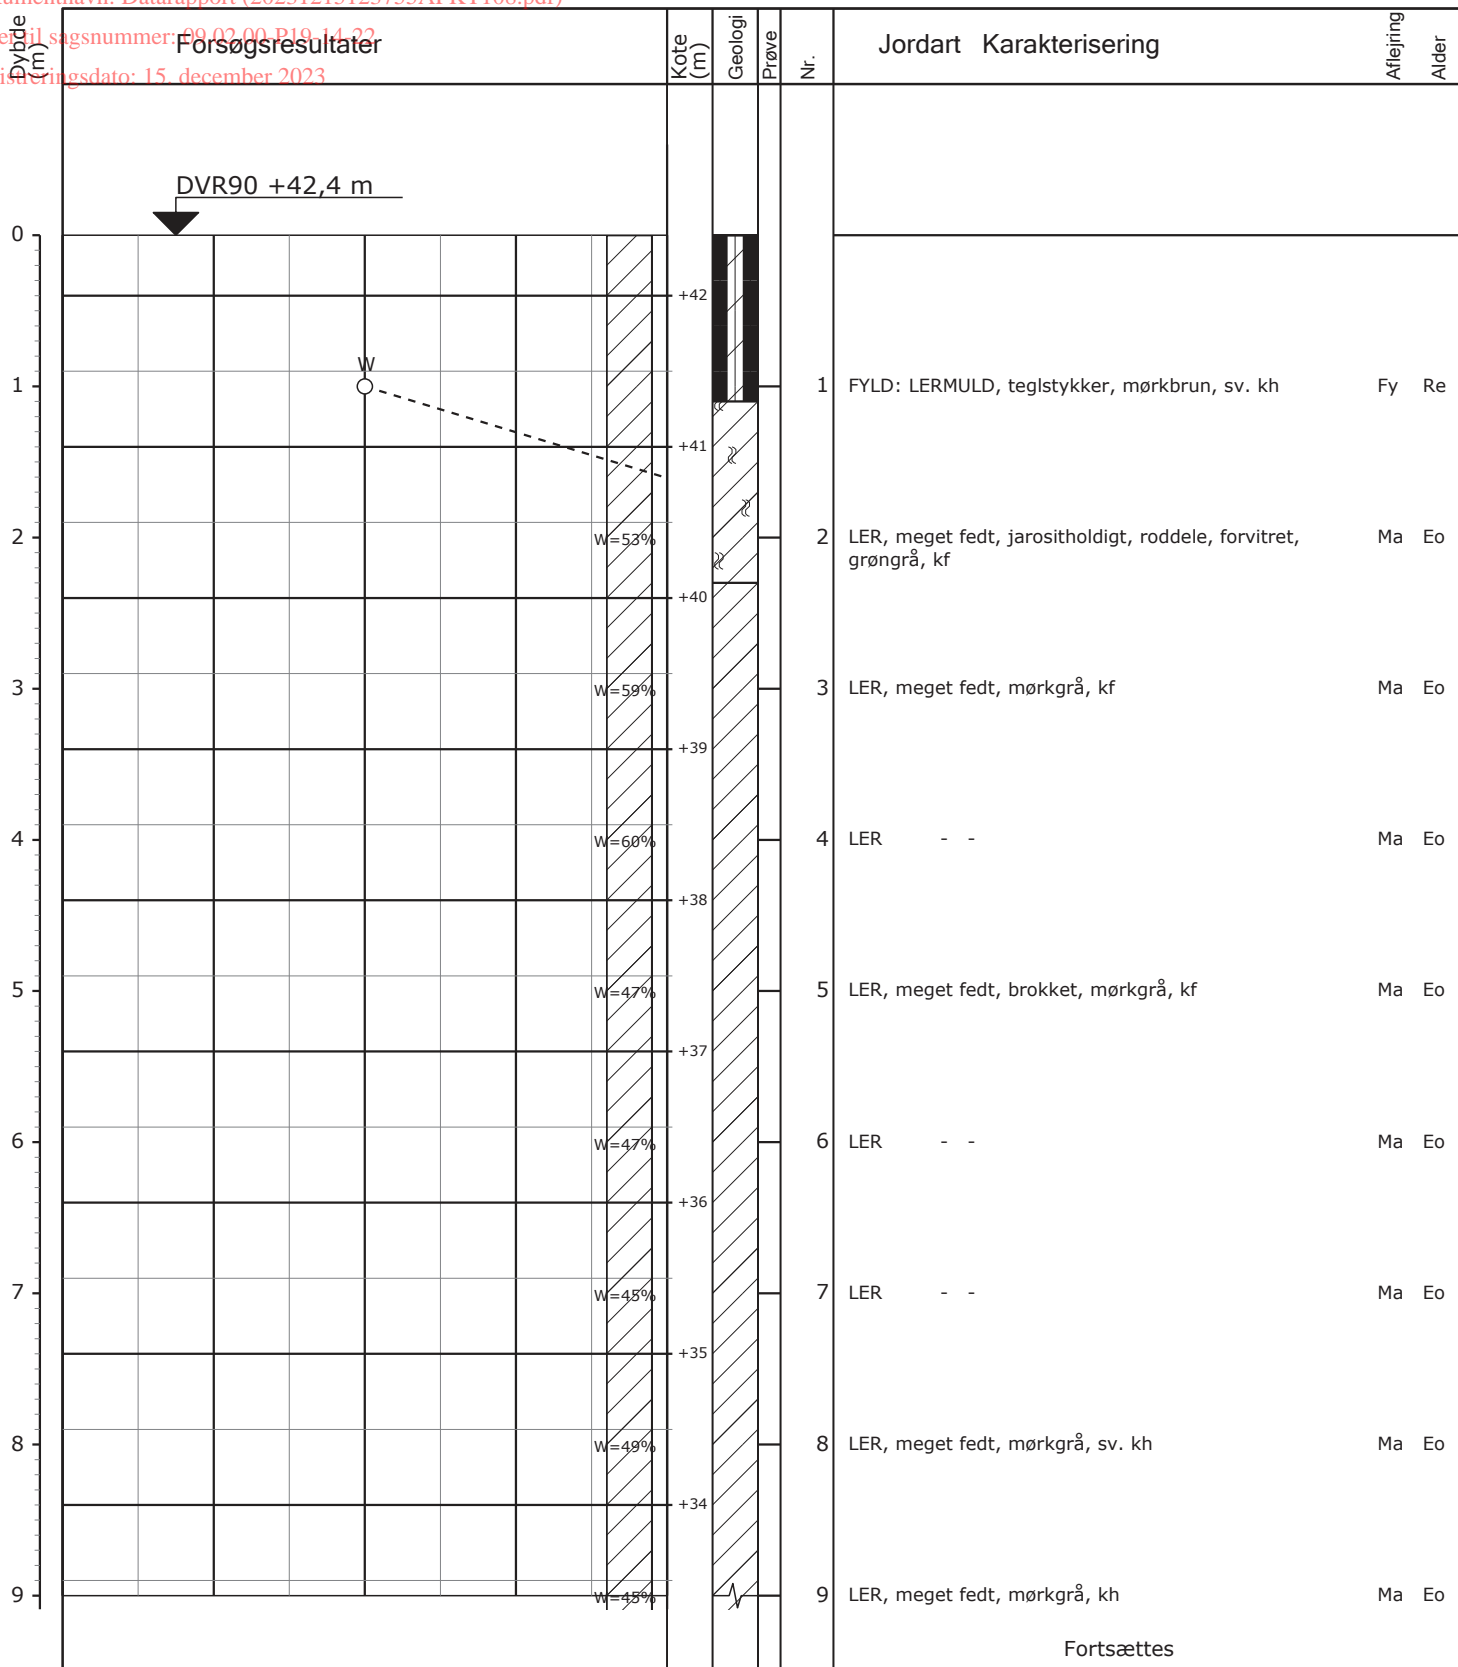 sagsnummer: 09.02.00-P19-14-22
istreringsdato: 15. december 2023
Dybde (m)
Forsøgsresultater
Kote (m)
Geologi
Prøve
Nr.
Jordart Karakterisering
Aflejring
Alder
DVR90 +42,4 m
0
+42
W
1 1 FYLD: LERMULD, teglstykker, mørkbrun, sv. kh Fy Re
+41
2 W=53% 2 LER, meget fedt, jarositholdigt, roddele, forvitret, Ma Eo
grøngrå, kf
+40
3 W=59% 3 LER, meget fedt, mørkgrå, kf Ma Eo
+39
4 W=60% 4 LER - - Ma Eo
+38
5 W=47% 5 LER, meget fedt, brokket, mørkgrå, kf Ma Eo
+37
6 W=47% 6 LER - - Ma Eo
+36
7 W=45% 7 LER - - Ma Eo
+35
8 W=49% 8 LER, meget fedt, mørkgrå, sv. kh Ma Eo
+34
9 W=45% 9 LER, meget fedt, mørkgrå, kh Ma Eo
Fortsættes